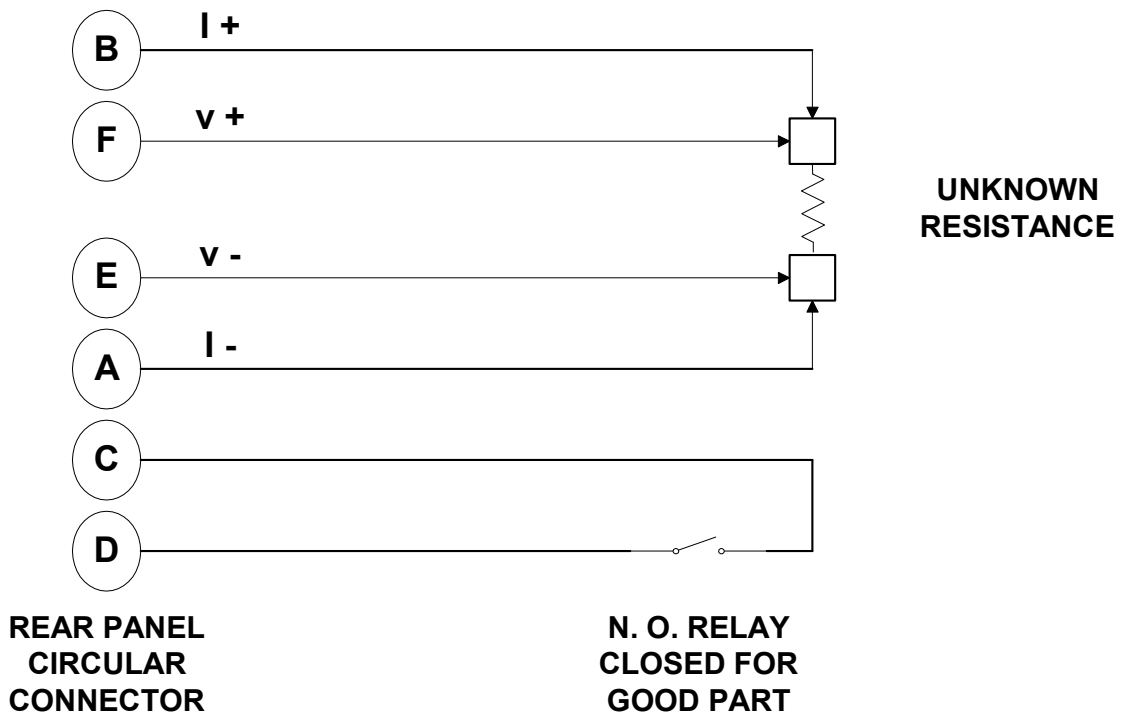 B
I +
F
v +
E
v -
A
I -
C
D
UNKNOWN
RESISTANCE
REAR PANEL
CIRCULAR
CONNECTOR
N. O. RELAY
CLOSED FOR
GOOD PART